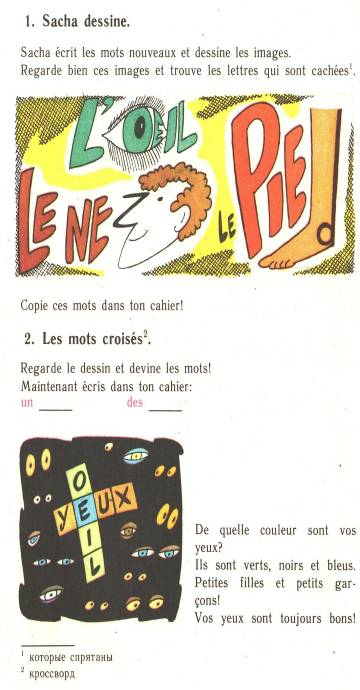 1. Sacha dessine.
Sacha écrit les mots nouveaux et dessine les images.
Regarde bien ces images et trouve les lettres qui sont cachées¹.
L'OEIL
LE NEZ
LE PIEd
Copie ces mots dans ton cahier!
2. Les mots croisés².
Regarde le dessin et devine les mots!
Maintenant écris dans ton cahier:
un _____ des _____
OEIL
YEUX
De quelle couleur sont vos
yeux?
Ils sont verts, noirs et bleus.
Petites filles et petits gar-
çons!
Vos yeux sont toujours bons!
¹ которые спрятаны
² кроссворд